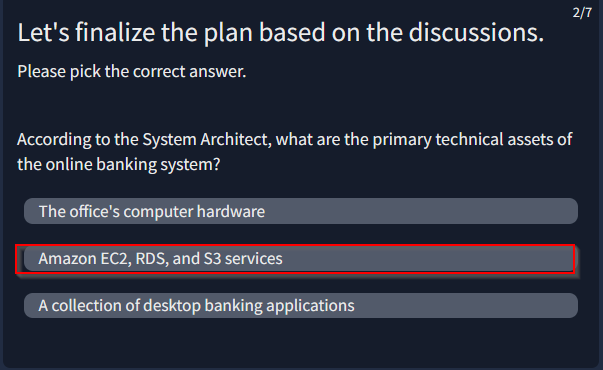 2/7
Let's finalize the plan based on the discussions.
Please pick the correct answer.
According to the System Architect, what are the primary technical assets of
the online banking system?
The office's computer hardware
Amazon EC2, RDS, and S3 services
A collection of desktop banking applications